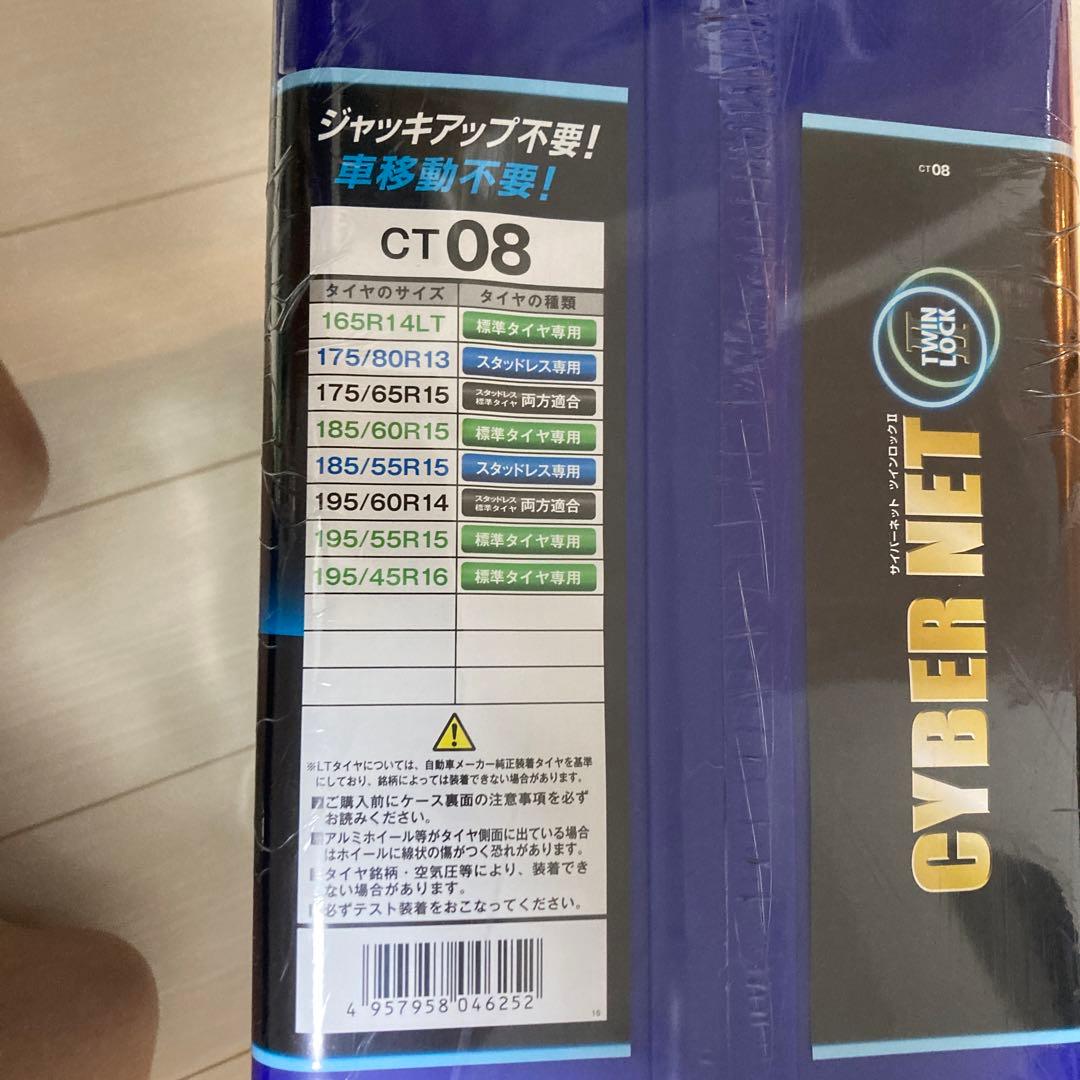 ジャッキアップ不要!
車移動不要!
CT08
タイヤのサイズ タイヤの種類
165R14LT 標準タイヤ専用
175/80R13 スタッドレス専用
175/65R15 スタッドレス 標準タイヤ 両方適合
185/60R15 標準タイヤ専用
185/55R15 スタッドレス専用
195/60R14 スタッドレス 標準タイヤ 両方適合
195/55R15 標準タイヤ専用
195/45R16 標準タイヤ専用
※LTタイヤについては、自動車メーカー純正装着タイヤを基準
にしており、銘柄によっては装着できない場合があります。
■ご購入前にケース裏面の注意事項を必ず
お読みください。
■アルミホイール等がタイヤ側面に出ている場合
はホイールに線状の傷がつく恐れがあります。
■タイヤ銘柄・空気圧等により、装着でき
ない場合があります。
■必ずテスト装着をおこなってください。
4 957958 046252
16
CT08
TWIN
LOCK
II
サイバーネット ツインロックII
CYBER NET